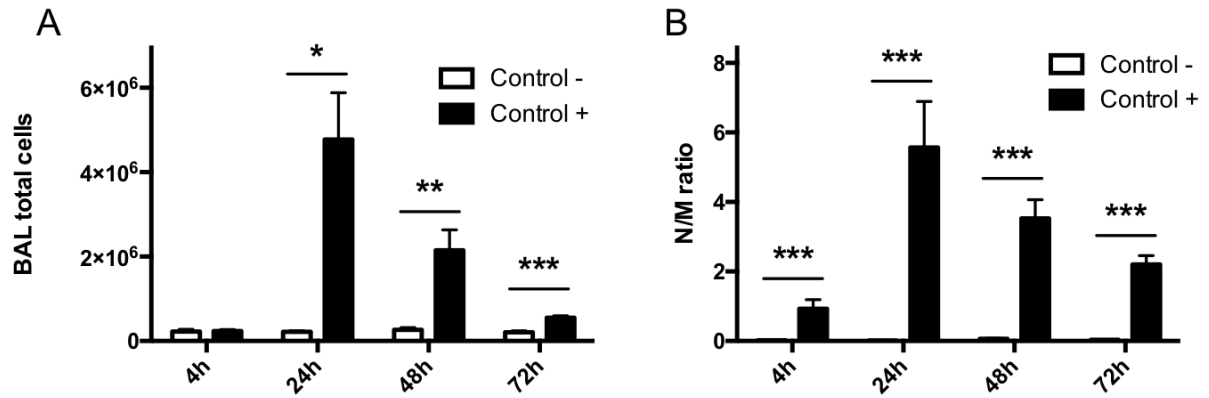 A
BAL total cells
6×10⁶
4×10⁶
2×10⁶
0
*
**
***
Control -
Control +
4h
24h
48h
72h
B
N/M ratio
8
6
4
2
0
***
***
***
***
Control -
Control +
4h
24h
48h
72h